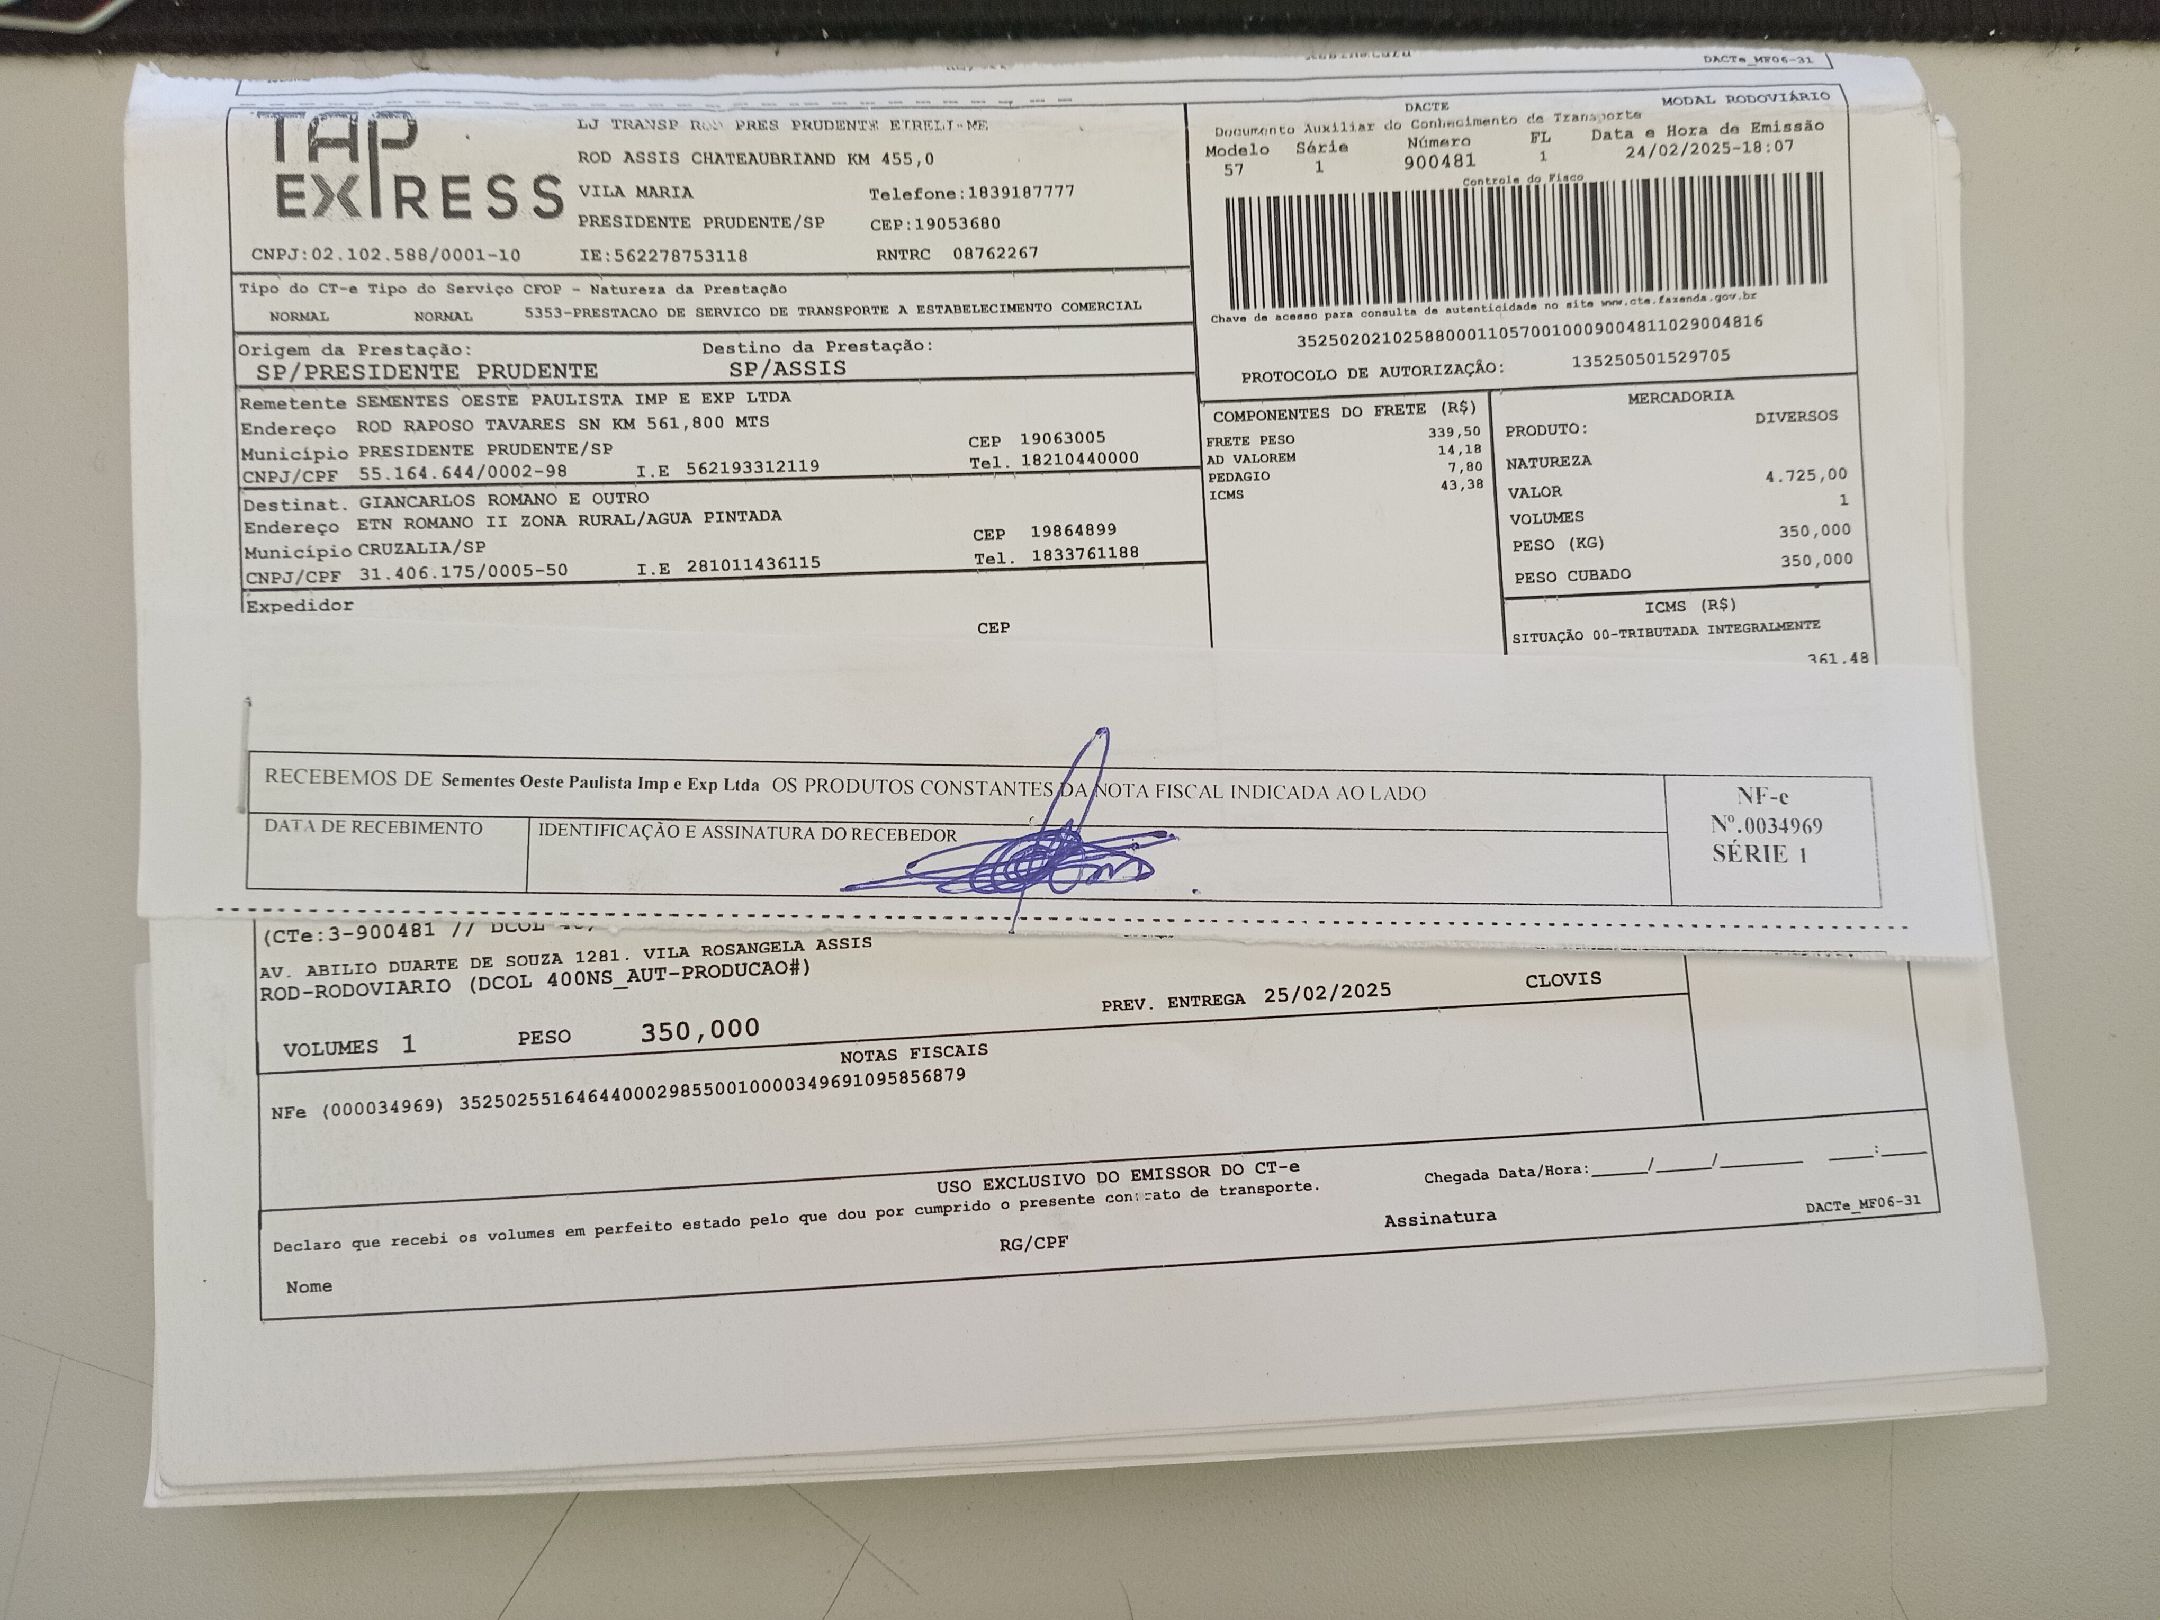 DACTe_MF06-31
TAP EXPRESS
LJ TRANSP ROD PRES PRUDENTE EIRELI-ME
ROD ASSIS CHATEAUBRIAND KM 455,0
VILA MARIA Telefone:1839187777
PRESIDENTE PRUDENTE/SP CEP:19053680
CNPJ:02.102.588/0001-10 IE:562278753118 RNTRC 08762267
DACTE MODAL RODOVIÁRIO
Documento Auxiliar do Conhecimento de Transporte
Modelo Série Número FL Data e Hora de Emissão
57 1 900481 1 24/02/2025-18:07
Controle do Fisco
Chave de acesso para consulta de autenticidade no site www.cte.fazenda.gov.br
35250202102588000110570010009004811029004816
PROTOCOLO DE AUTORIZAÇÃO: 135250501529705
Tipo do CT-e Tipo do Serviço CFOP - Natureza da Prestação
NORMAL NORMAL 5353-PRESTACAO DE SERVICO DE TRANSPORTE A ESTABELECIMENTO COMERCIAL
Origem da Prestação: Destino da Prestação:
SP/PRESIDENTE PRUDENTE SP/ASSIS
Remetente SEMENTES OESTE PAULISTA IMP E EXP LTDA
Endereço ROD RAPOSO TAVARES SN KM 561,800 MTS
Município PRESIDENTE PRUDENTE/SP CEP 19063005
CNPJ/CPF 55.164.644/0002-98 I.E 562193312119 Tel. 18210440000
Destinat. GIANCARLOS ROMANO E OUTRO
Endereço ETN ROMANO II ZONA RURAL/AGUA PINTADA
Município CRUZALIA/SP CEP 19864899
CNPJ/CPF 31.406.175/0005-50 I.E 281011436115 Tel. 1833761188
Expedidor
CEP
COMPONENTES DO FRETE (R$)
FRETE PESO 339,50
AD VALOREM 14,18
PEDAGIO 7,80
ICMS 43,38
MERCADORIA
PRODUTO: DIVERSOS
NATUREZA
VALOR 4.725,00
VOLUMES 1
PESO (KG) 350,000
PESO CUBADO 350,000
ICMS (R$)
SITUAÇÃO 00-TRIBUTADA INTEGRALMENTE
361,48
RECEBEMOS DE Sementes Oeste Paulista Imp e Exp Ltda OS PRODUTOS CONSTANTES DA NOTA FISCAL INDICADA AO LADO
DATA DE RECEBIMENTO IDENTIFICAÇÃO E ASSINATURA DO RECEBEDOR
NF-e
Nº.0034969
SÉRIE 1
(CTe:3-900481 // DCOL
AV. ABILIO DUARTE DE SOUZA 1281. VILA ROSANGELA ASSIS
ROD-RODOVIARIO (DCOL 400NS_AUT-PRODUCAO#)
PREV. ENTREGA 25/02/2025 CLOVIS
VOLUMES 1 PESO 350,000
NOTAS FISCAIS
NFe (000034969) 35250255164644000298550010000349691095856879
USO EXCLUSIVO DO EMISSOR DO CT-e
Declaro que recebi os volumes em perfeito estado pelo que dou por cumprido o presente contrato de transporte.
Chegada Data/Hora:_____/_____/_______ ____:____
Nome RG/CPF Assinatura
DACTe_MF06-31